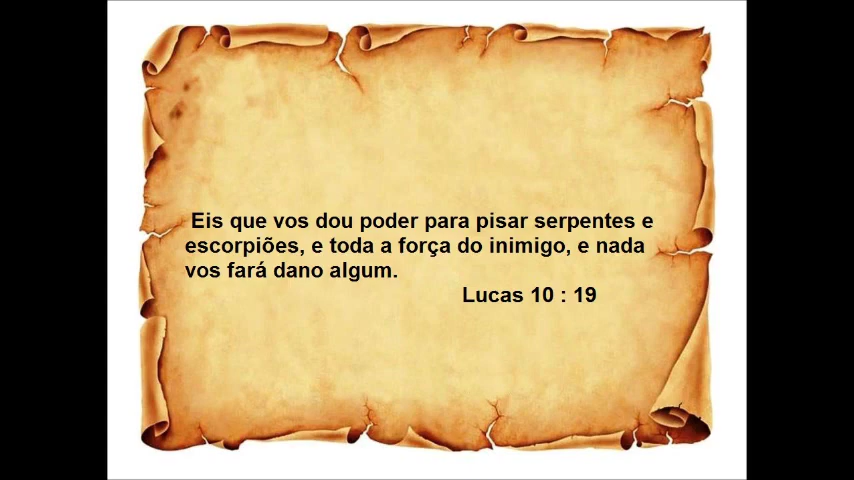 Eis que vos dou poder para pisar serpentes e
escorpiões, e toda a força do inimigo, e nada
vos fará dano algum.
Lucas 10 : 19